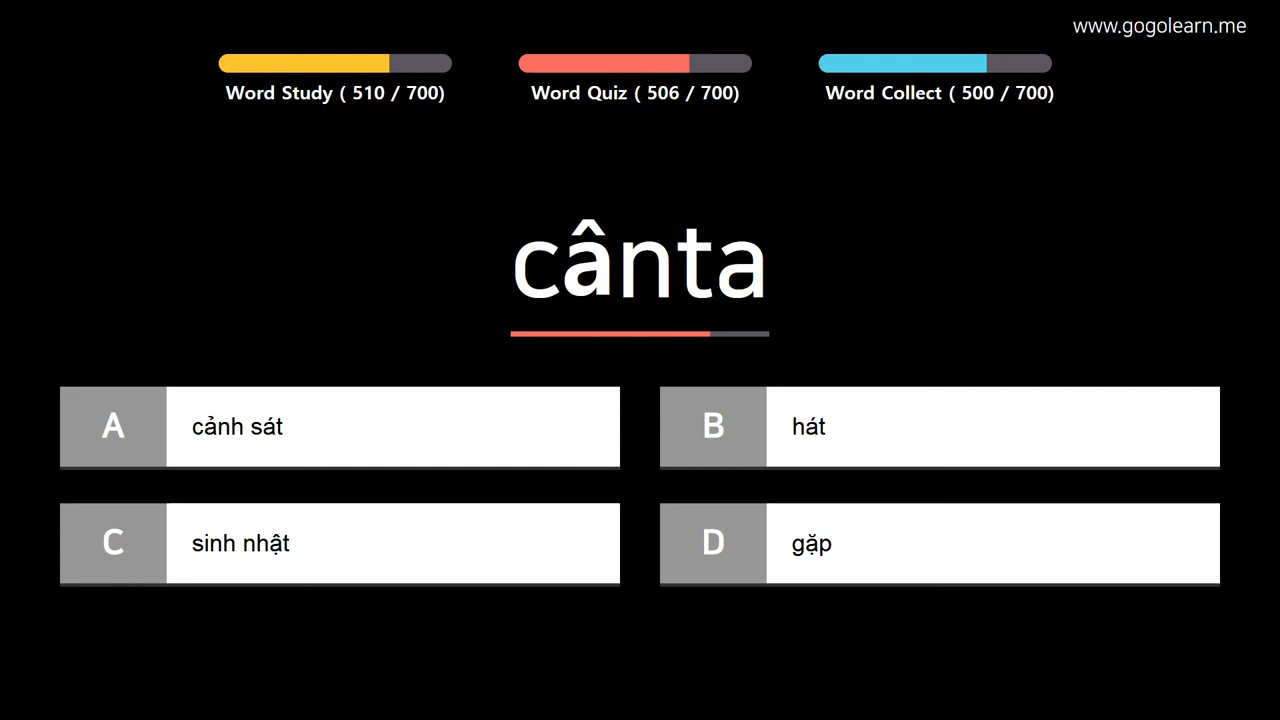 www.gogolearn.me
Word Study ( 510 / 700)
Word Quiz ( 506 / 700)
Word Collect ( 500 / 700)
cânta
A cảnh sát
B hát
C sinh nhật
D gặp